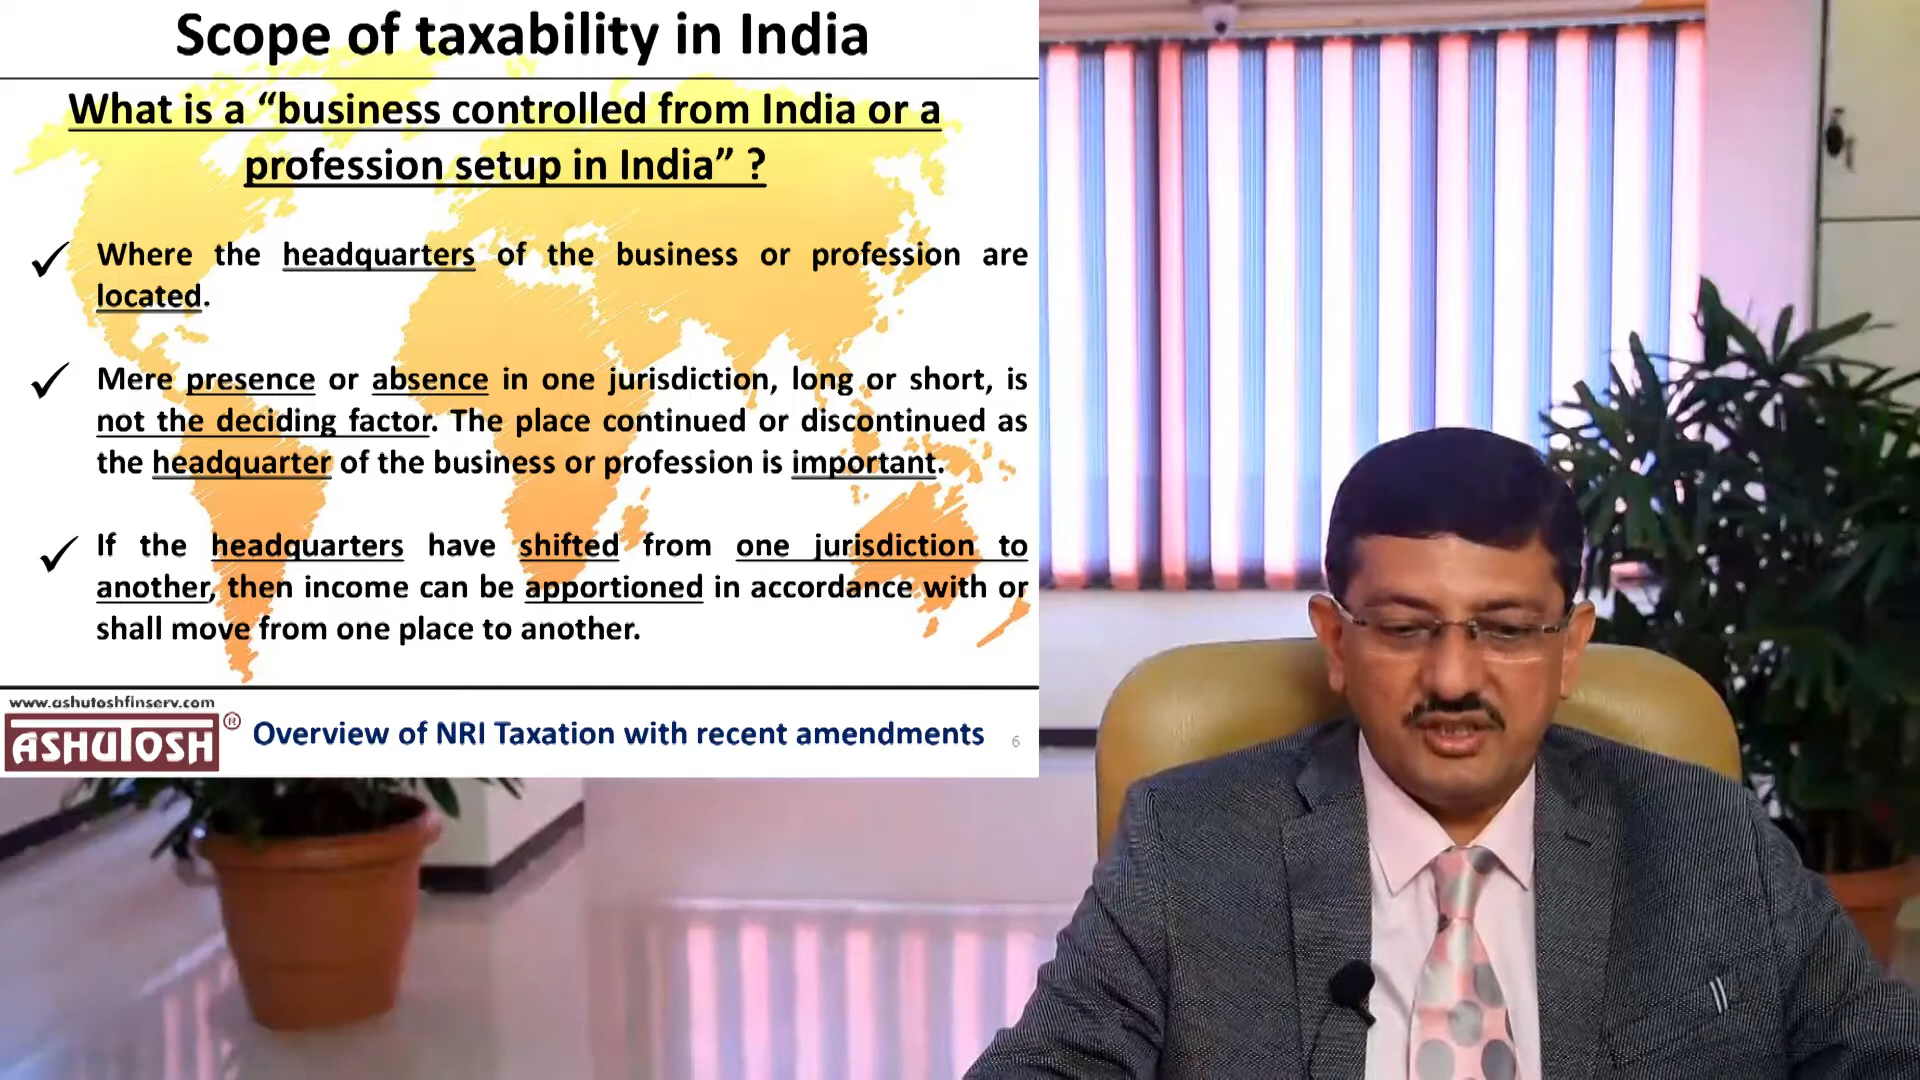 Scope of taxability in India
What is a “business controlled from India or a
profession setup in India” ?
✓ Where the headquarters of the business or profession are
located.
✓ Mere presence or absence in one jurisdiction, long or short, is
not the deciding factor. The place continued or discontinued as
the headquarter of the business or profession is important.
✓ If the headquarters have shifted from one jurisdiction to
another, then income can be apportioned in accordance with or
shall move from one place to another.
www.ashutoshfinserv.com
ASHUTOSH ®
Overview of NRI Taxation with recent amendments
6